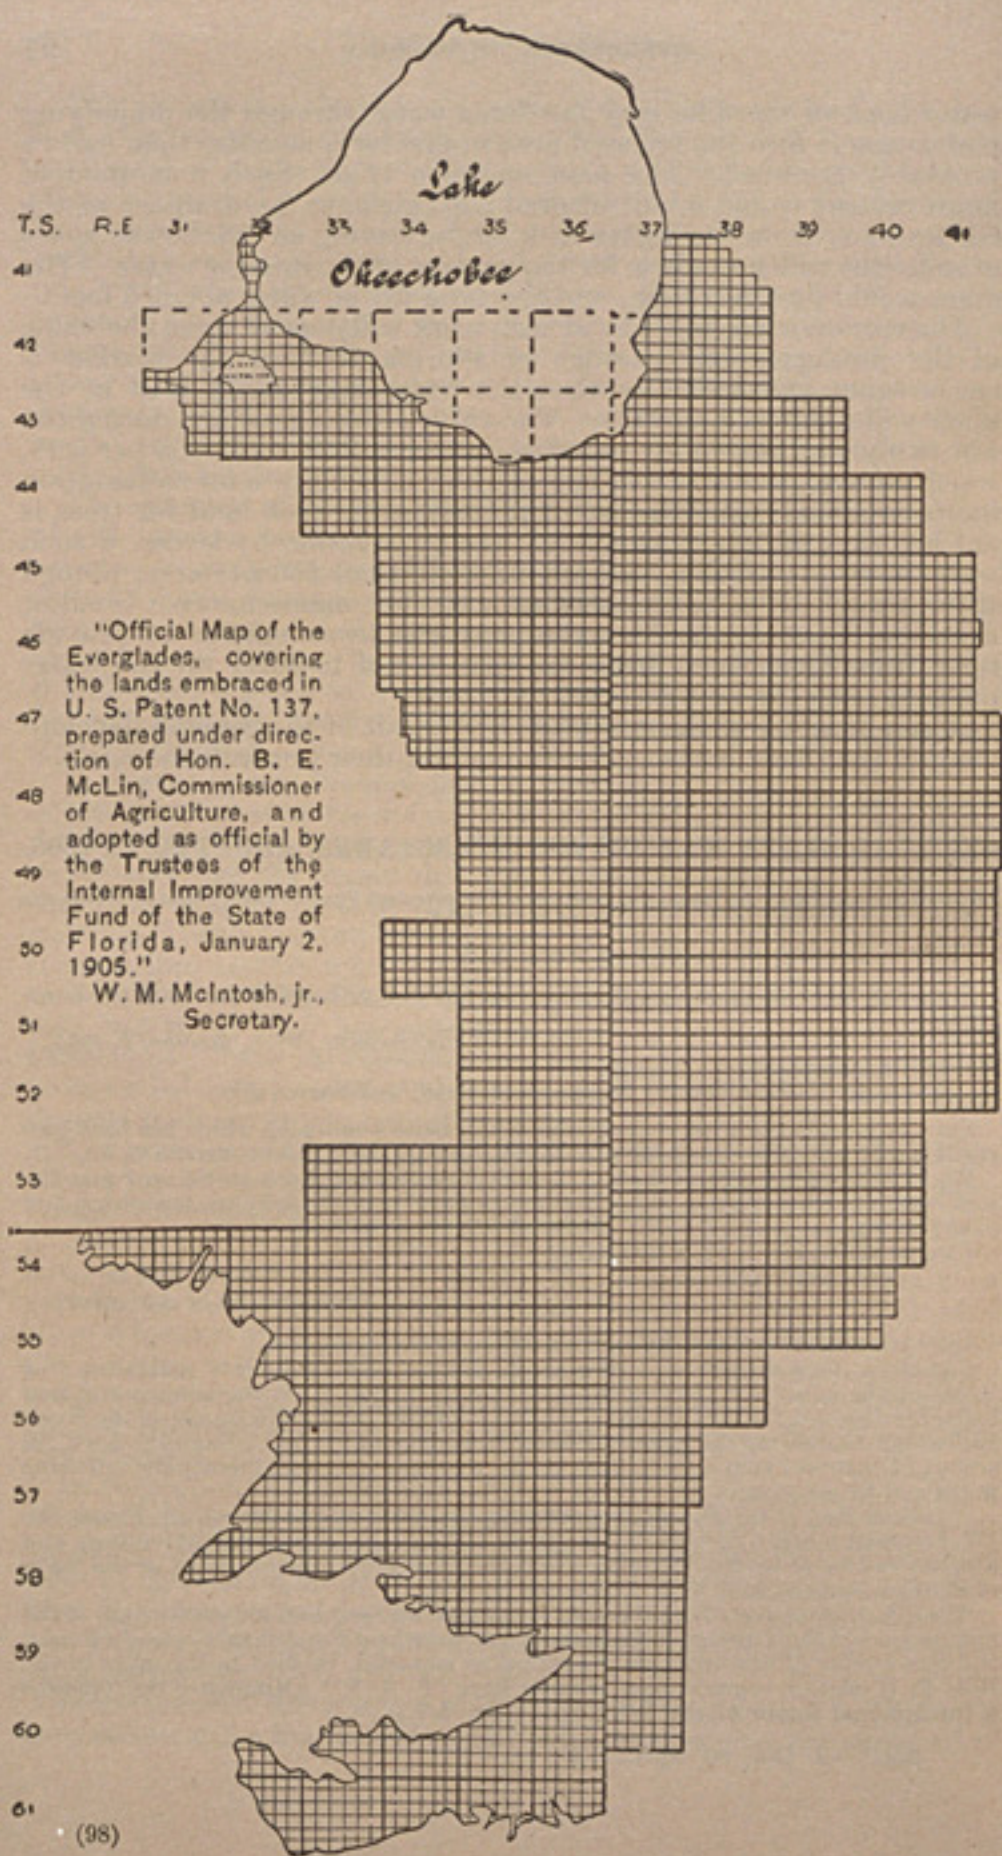 Lake
T.S. R.E 31 32 33 34 35 36 37 38 39 40 41
Okeechobee
41
42
43
44
45
46
47
48
49
50
51
52
53
54
55
56
57
58
59
60
61
"Official Map of the
Everglades, covering
the lands embraced in
U. S. Patent No. 137,
prepared under direc-
tion of Hon. B. E.
McLin, Commissioner
of Agriculture, and
adopted as official by
the Trustees of the
Internal Improvement
Fund of the State of
Florida, January 2,
1905."
W. M. McIntosh, jr.,
Secretary.
(98)